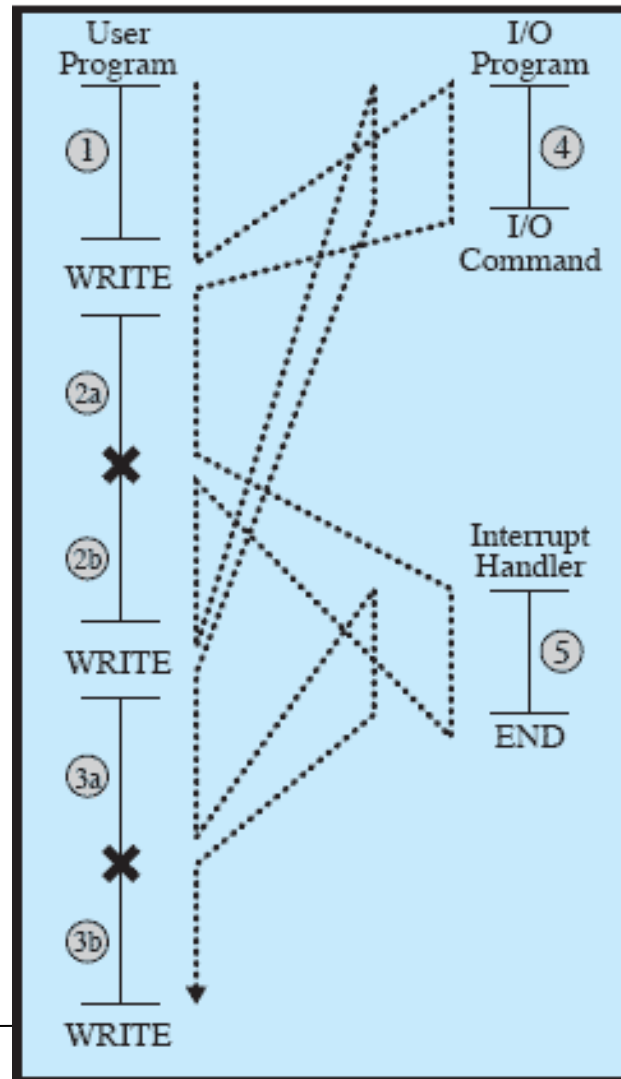 User
Program
I/O
Program
1
4
I/O
Command
WRITE
2a
2b
Interrupt
Handler
5
WRITE
END
3a
3b
WRITE